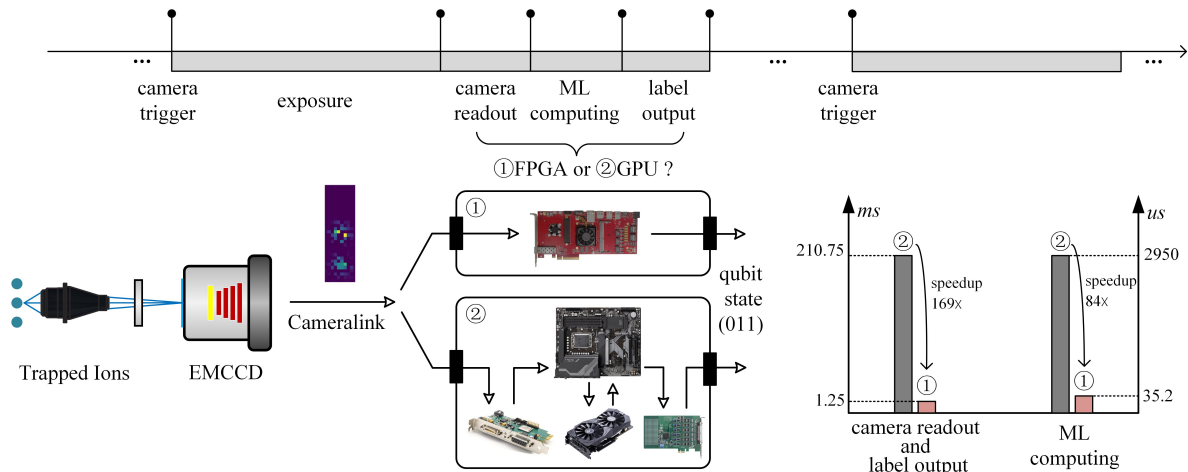 ... ... ...
camera trigger
exposure
camera readout
ML computing
label output
camera trigger
①FPGA or ②GPU ?
①
②
Cameralink
Trapped Ions
EMCCD
qubit
state
(011)
ms
us
210.75
1.25
②
speedup
169x
①
②
speedup
84x
①
2950
35.2
camera readout
and
label output
ML
computing